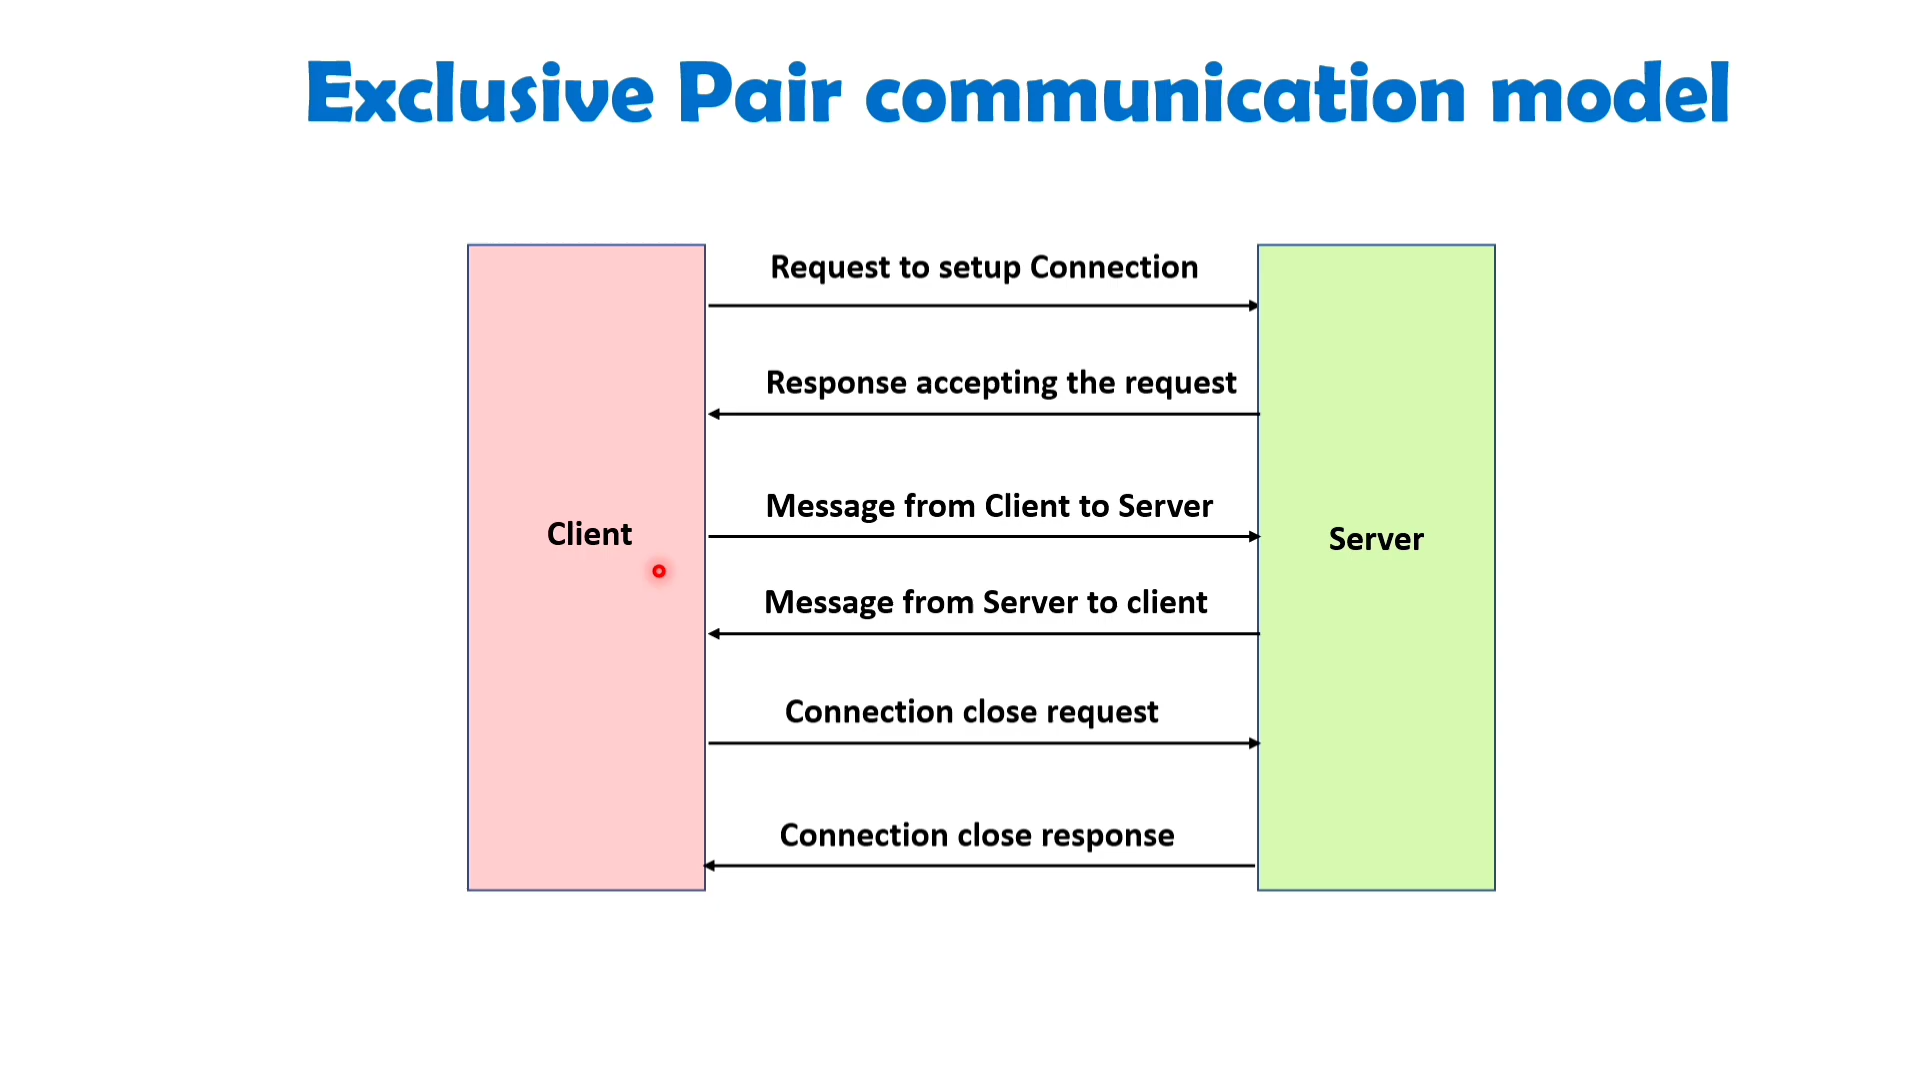 Exclusive Pair communication model
Request to setup Connection
Response accepting the request
Message from Client to Server
Client
Server
Message from Server to client
Connection close request
Connection close response